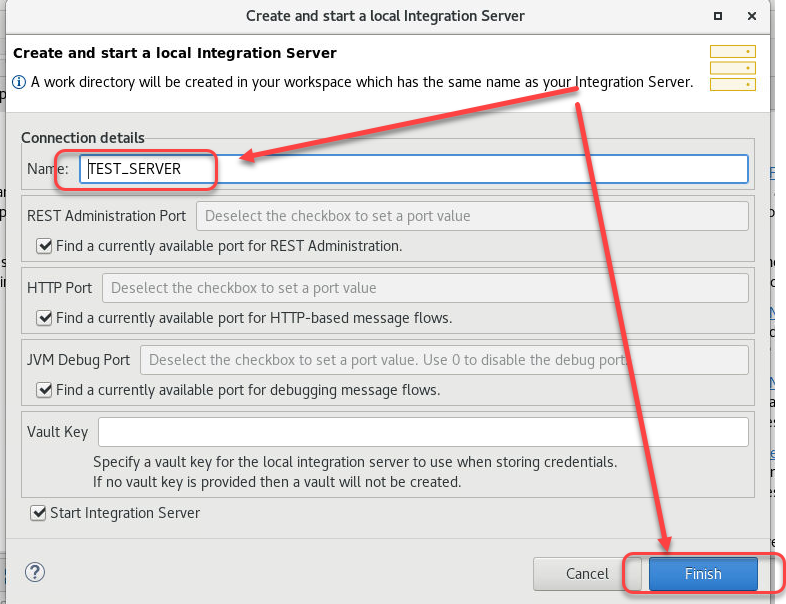 Create and start a local Integration Server
Create and start a local Integration Server
A work directory will be created in your workspace which has the same name as your Integration Server.
Connection details
Name: TEST_SERVER
REST Administration Port Deselect the checkbox to set a port value
Find a currently available port for REST Administration.
HTTP Port Deselect the checkbox to set a port value
Find a currently available port for HTTP-based message flows.
JVM Debug Port Deselect the checkbox to set a port value. Use 0 to disable the debug port.
Find a currently available port for debugging message flows.
Vault Key
Specify a vault key for the local integration server to use when storing credentials.
If no vault key is provided then a vault will not be created.
Start Integration Server
? Cancel Finish